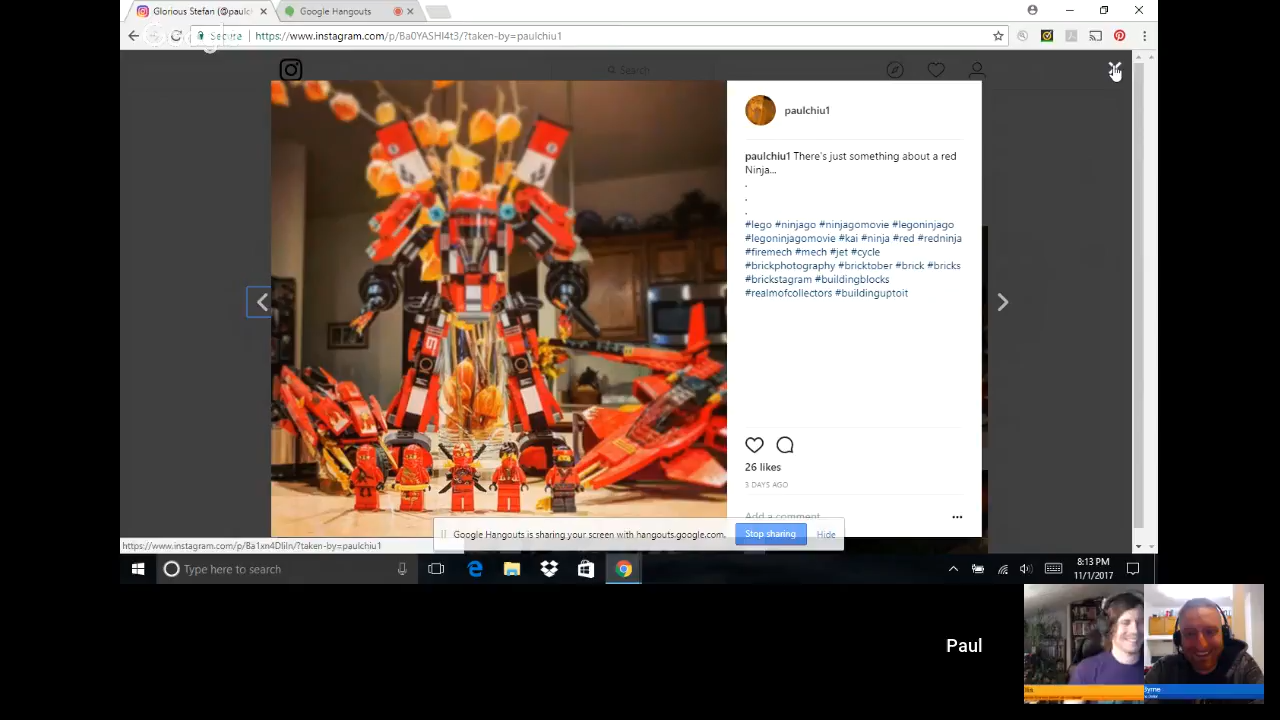 Glorious Stefan (@paulc
Google Hangouts
Secure
https://www.instagram.com/p/Ba0YASHI4t3/?taken-by=paulchiu1
Search
paulchiu1
paulchiu1 There's just something about a red
Ninja...
.
.
.
#lego #ninjago #ninjagomovie #legoninjago
#legoninjagomovie #kai #ninja #red #redninja
#firemech #mech #jet #cycle
#brickphotography #bricktober #brick #bricks
#brickstagram #buildingblocks
#realmofcollectors #buildinguptoit
26 likes
3 DAYS AGO
Add a comment...
Google Hangouts is sharing your screen with hangouts.google.com.
Stop sharing
Hide
https://www.instagram.com/p/Ba1xn4Dliln/?taken-by=paulchiu1
Type here to search
8:13 PM
11/1/2017
Paul